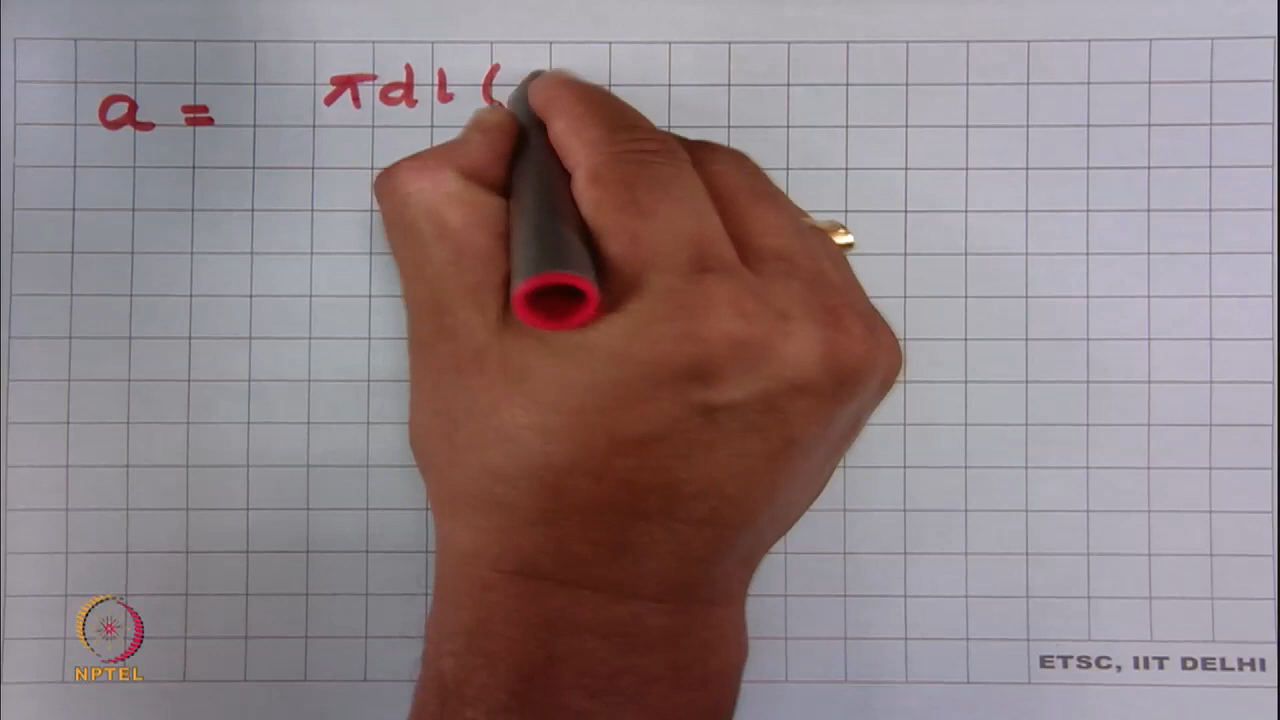 a = πdl (
NPTEL
ETSC, IIT DELHI